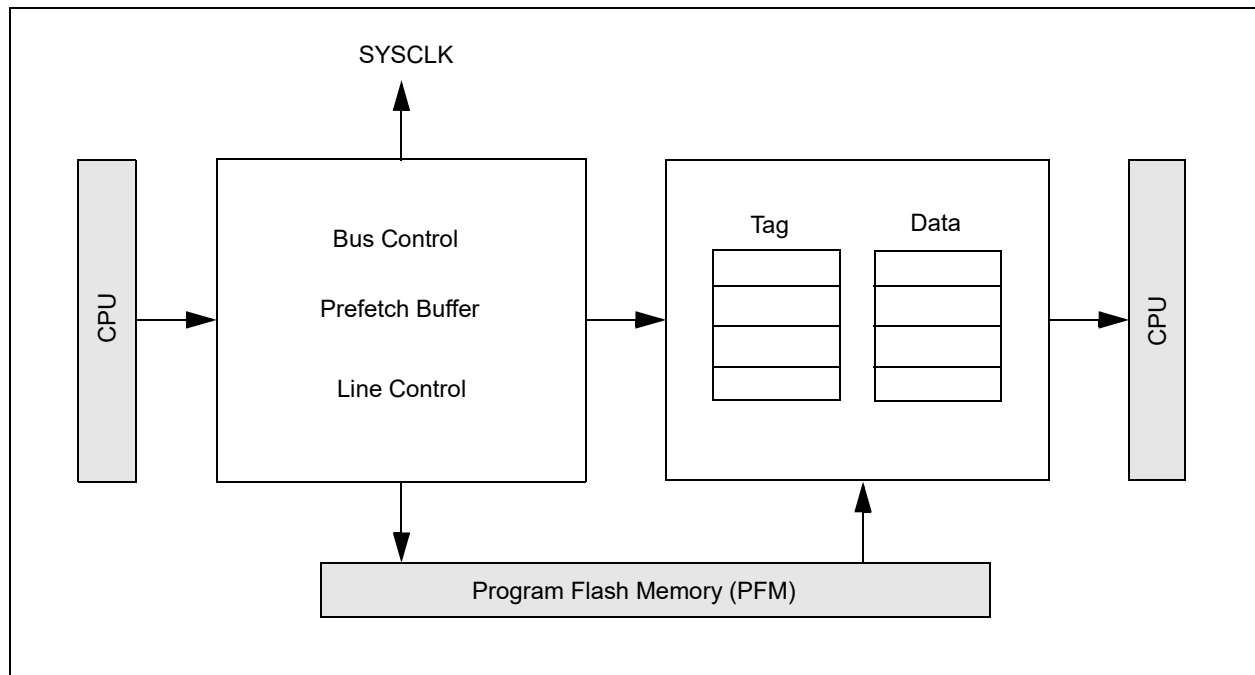 SYSCLK
CPU
Bus Control
Prefetch Buffer
Line Control
Tag
Data
CPU
Program Flash Memory (PFM)